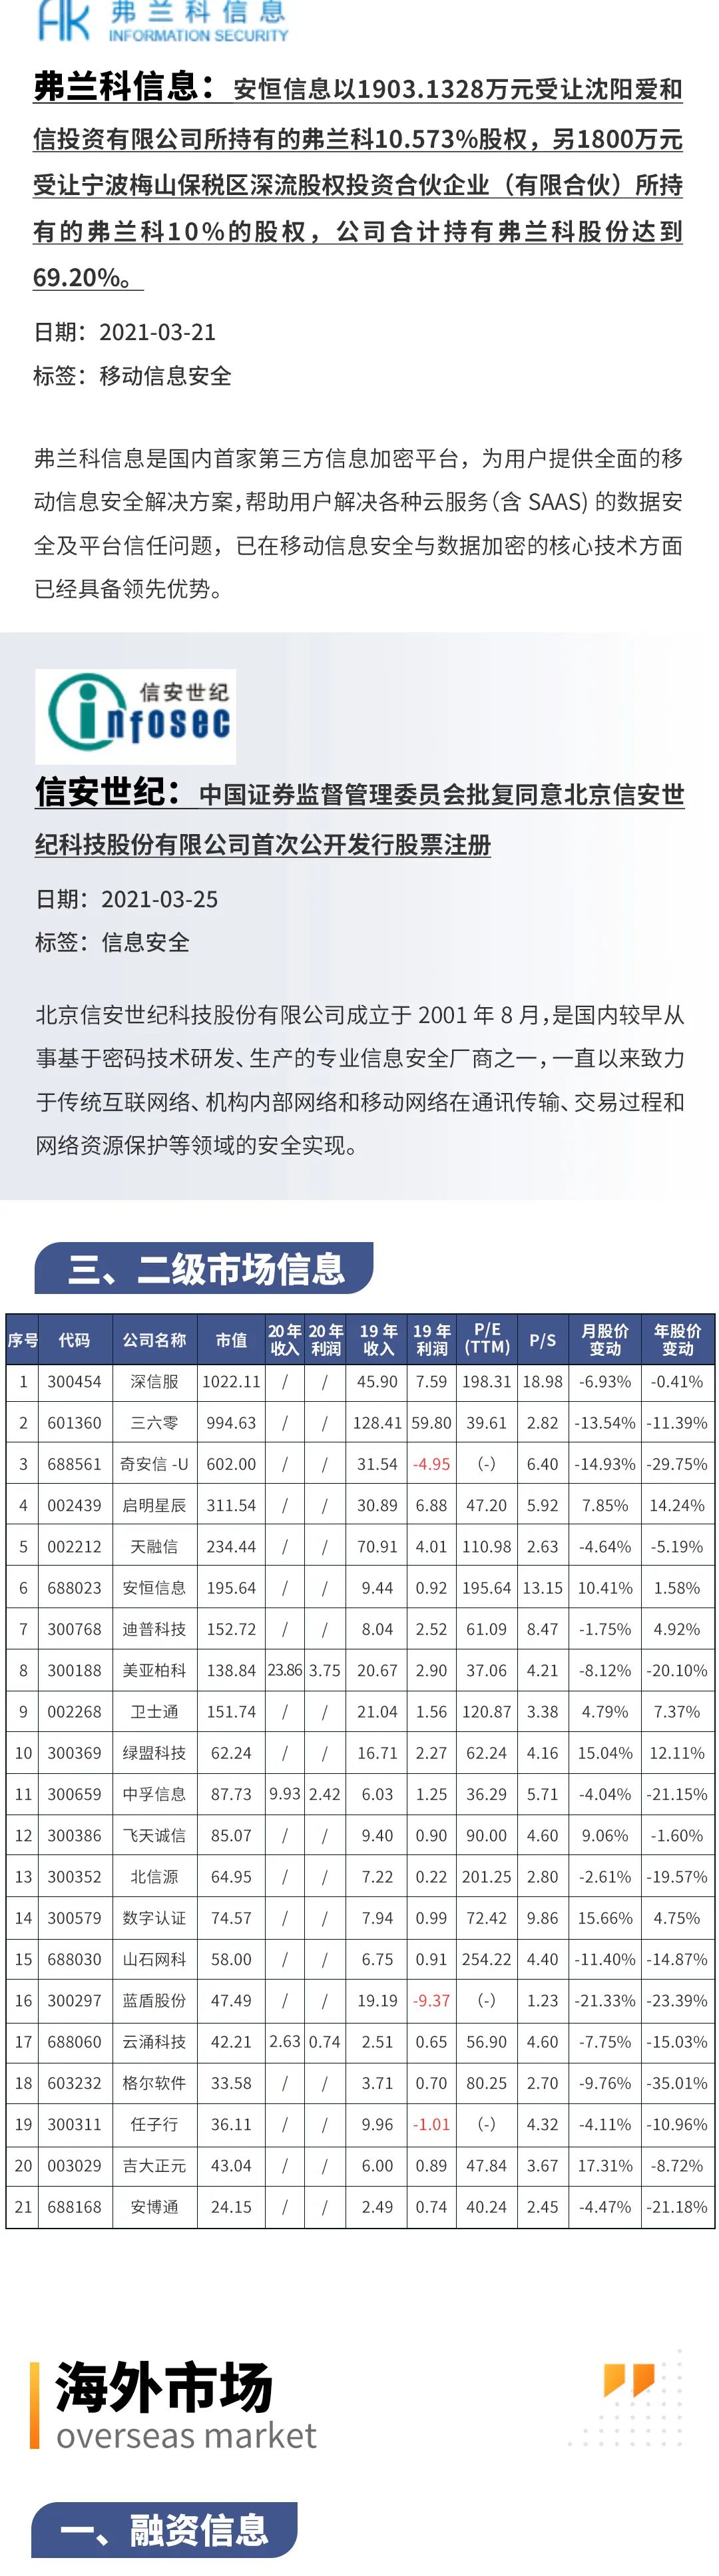 弗兰科信息
INFORMATION SECURITY
弗兰科信息：安恒信息以1903.1328万元受让沈阳爱和
信投资有限公司所持有的弗兰科10.573%股权，另1800万元
受让宁波梅山保税区深流股权投资合伙企业（有限合伙）所持
有的弗兰科10%的股权，公司合计持有弗兰科股份达到
69.20%。
日期：2021-03-21
标签：移动信息安全
弗兰科信息是国内首家第三方信息加密平台，为用户提供全面的移
动信息安全解决方案，帮助用户解决各种云服务（含 SAAS) 的数据安
全及平台信任问题，已在移动信息安全与数据加密的核心技术方面
已经具备领先优势。
信安世纪
infosec
信安世纪：中国证券监督管理委员会批复同意北京信安世
纪科技股份有限公司首次公开发行股票注册
日期：2021-03-25
标签：信息安全
北京信安世纪科技股份有限公司成立于 2001 年 8 月，是国内较早从
事基于密码技术研发、生产的专业信息安全厂商之一，一直以来致力
于传统互联网络、机构内部网络和移动网络在通讯传输、交易过程和
网络资源保护等领域的安全实现。
三、二级市场信息
序号 代码 公司名称 市值 20 年收入 20 年利润 19 年收入 19 年利润 P/E (TTM) P/S 月股价变动 年股价变动
1 300454 深信服 1022.11 / / 45.90 7.59 198.31 18.98 -6.93% -0.41%
2 601360 三六零 994.63 / / 128.41 59.80 39.61 2.82 -13.54% -11.39%
3 688561 奇安信 -U 602.00 / / 31.54 -4.95 （-） 6.40 -14.93% -29.75%
4 002439 启明星辰 311.54 / / 30.89 6.88 47.20 5.92 7.85% 14.24%
5 002212 天融信 234.44 / / 70.91 4.01 110.98 2.63 -4.64% -5.19%
6 688023 安恒信息 195.64 / / 9.44 0.92 195.64 13.15 10.41% 1.58%
7 300768 迪普科技 152.72 / / 8.04 2.52 61.09 8.47 -1.75% 4.92%
8 300188 美亚柏科 138.84 23.86 3.75 20.67 2.90 37.06 4.21 -8.12% -20.10%
9 002268 卫士通 151.74 / / 21.04 1.56 120.87 3.38 4.79% 7.37%
10 300369 绿盟科技 62.24 / / 16.71 2.27 62.24 4.16 15.04% 12.11%
11 300659 中孚信息 87.73 9.93 2.42 6.03 1.25 36.29 5.71 -4.04% -21.15%
12 300386 飞天诚信 85.07 / / 9.40 0.90 90.00 4.60 9.06% -1.60%
13 300352 北信源 64.95 / / 7.22 0.22 201.25 2.80 -2.61% -19.57%
14 300579 数字认证 74.57 / / 7.94 0.99 72.42 9.86 15.66% 4.75%
15 688030 山石网科 58.00 / / 6.75 0.91 254.22 4.40 -11.40% -14.87%
16 300297 蓝盾股份 47.49 / / 19.19 -9.37 （-） 1.23 -21.33% -23.39%
17 688060 云涌科技 42.21 2.63 0.74 2.51 0.65 56.90 4.60 -7.75% -15.03%
18 603232 格尔软件 33.58 / / 3.71 0.70 80.25 2.70 -9.76% -35.01%
19 300311 任子行 36.11 / / 9.96 -1.01 （-） 4.32 -4.11% -10.96%
20 003029 吉大正元 43.04 / / 6.00 0.89 47.84 3.67 17.31% -8.72%
21 688168 安博通 24.15 / / 2.49 0.74 40.24 2.45 -4.47% -21.18%
海外市场
overseas market
一、融资信息